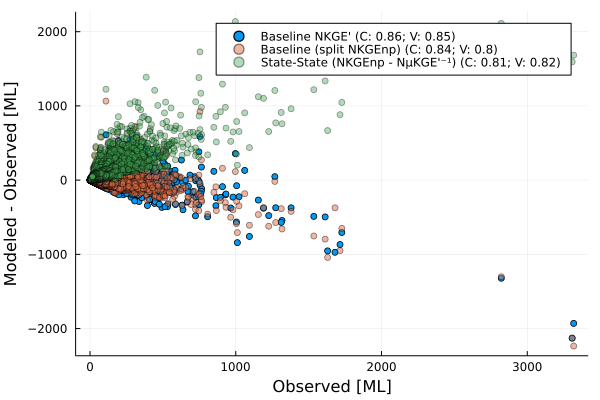 2000
1000
0
−1000
−2000
Modeled - Observed [ML]
Baseline NKGE' (C: 0.86; V: 0.85)
Baseline (split NKGEnp) (C: 0.84; V: 0.8)
State-State (NKGEnp - NμKGE'⁻¹) (C: 0.81; V: 0.82)
0
1000
2000
3000
Observed [ML]